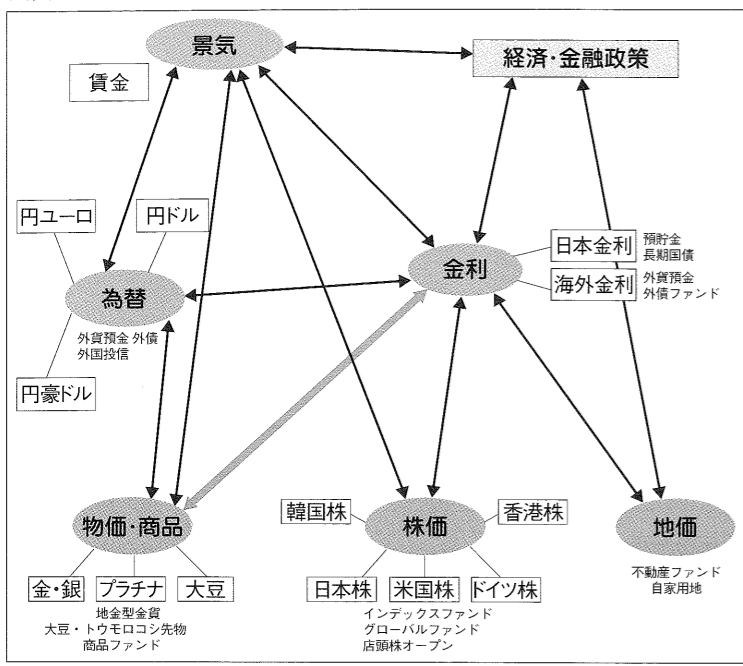 景気
経済・金融政策
賃金
円ユーロ
円ドル
為替
外貨預金 外債
外国投信
円豪ドル
金利
日本金利
預貯金
長期国債
海外金利
外貨預金
外債ファンド
物価・商品
金・銀
プラチナ
大豆
地金型金貨
大豆・トウモロコシ先物
商品ファンド
韓国株
株価
香港株
日本株
米国株
ドイツ株
インデックスファンド
グローバルファンド
店頭株オープン
地価
不動産ファンド
自家用地